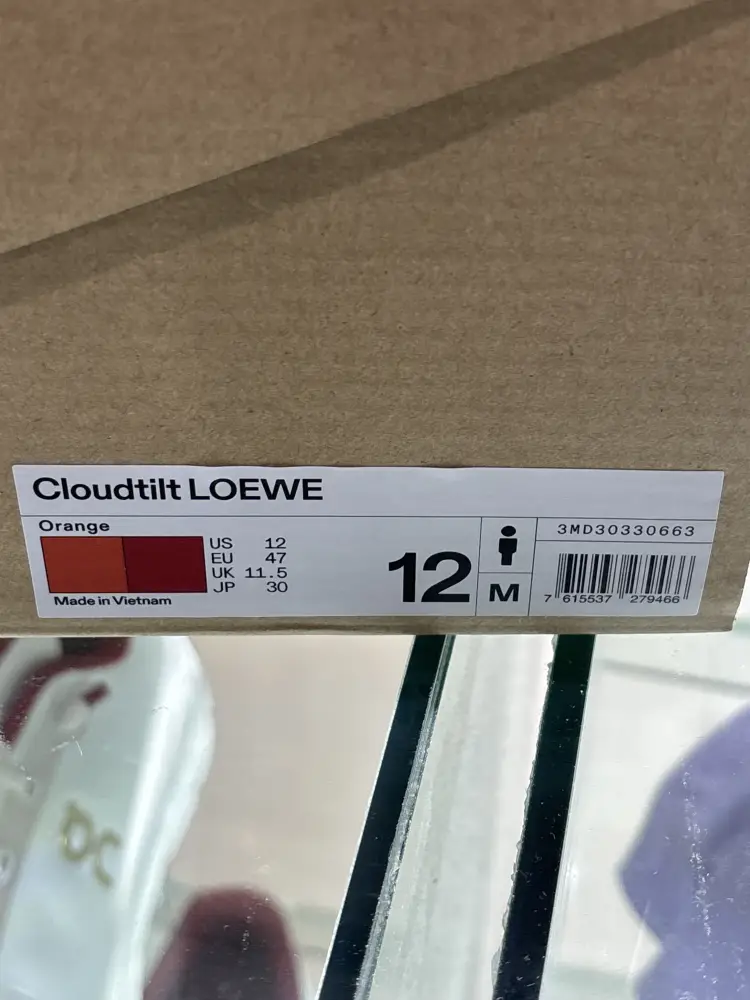 Cloudtilt LOEWE
Orange
US 12
EU 47
UK 11.5
JP 30
Made in Vietnam
12
M
3MD30330663
7 615537 279466